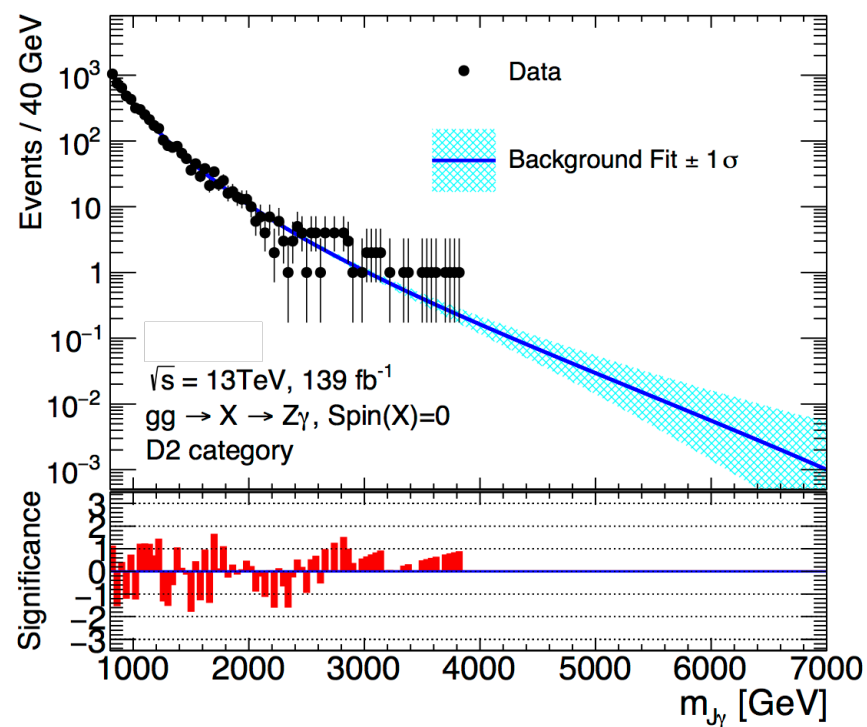 Events / 40 GeV
10³
10²
10
1
10⁻¹
10⁻²
10⁻³
Data
Background Fit ± 1 σ
√s = 13TeV, 139 fb⁻¹
gg → X → Zγ, Spin(X)=0
D2 category
Significance
3
2
1
0
−1
−2
−3
1000 2000 3000 4000 5000 6000 7000
m_Jγ [GeV]